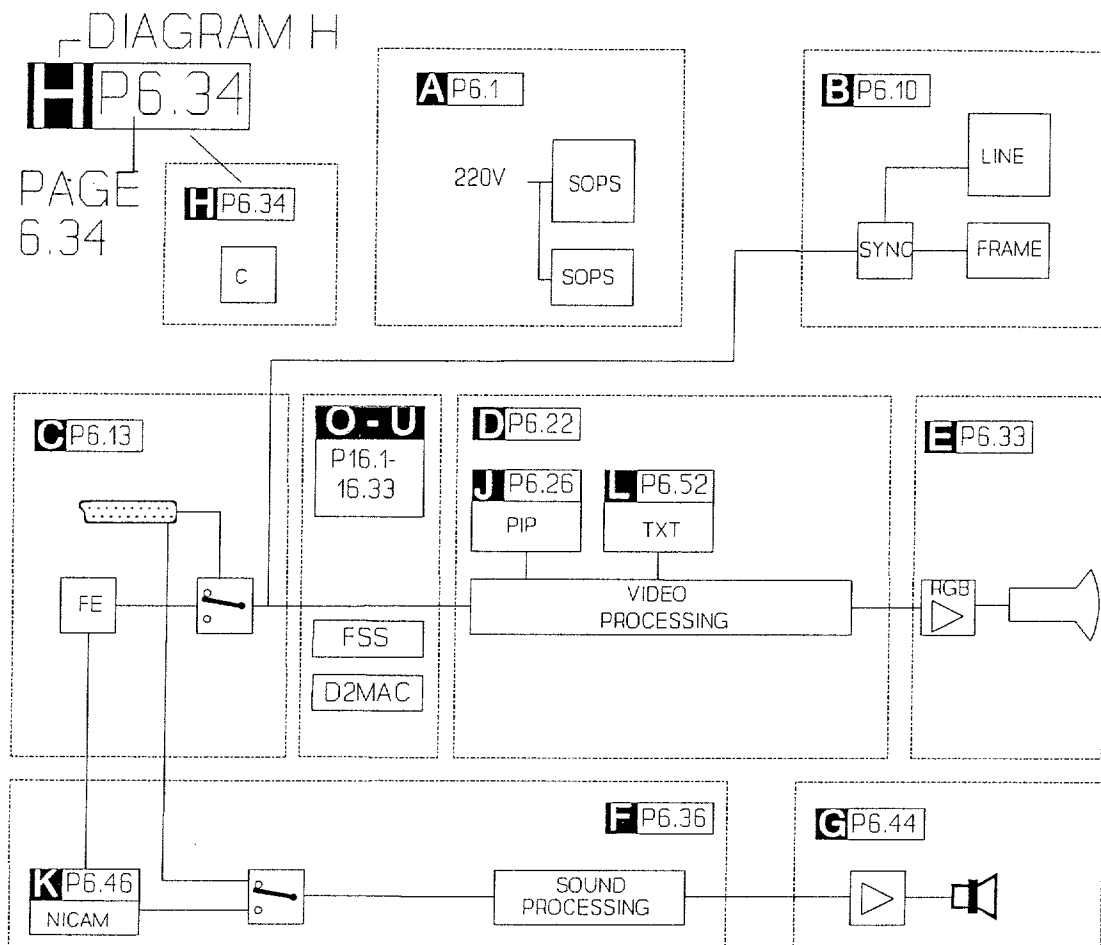 DIAGRAM H
H P6.34
PAGE
6.34
H P6.34
C
A P6.1
220V
SOPS
SOPS
B P6.10
LINE
SYNC
FRAME
C P6.13
FE
O - U
P16.1-
16.33
FSS
D2MAC
D P6.22
J P6.26
PIP
L P6.52
TXT
VIDEO
PROCESSING
E P6.33
RGB
F P6.36
K P6.46
NICAM
SOUND
PROCESSING
G P6.44